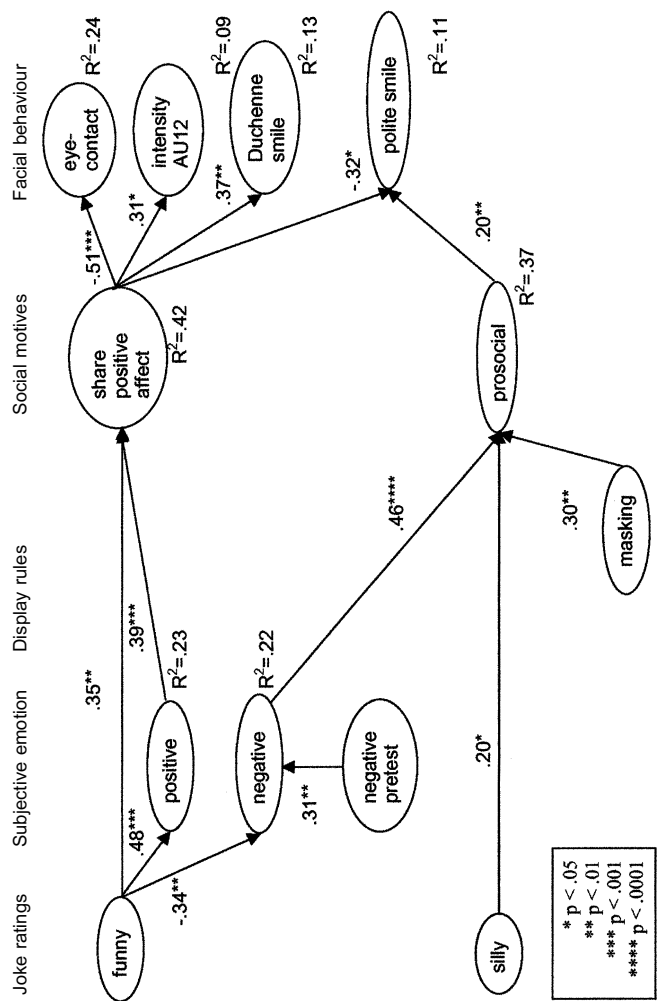 Joke ratings
Subjective emotion
Display rules
Social motives
Facial behaviour
funny
.35**
.48***
-.34**
positive
R²=.23
.39***
negative
R²=.22
.31**
negative
pretest
.46****
share
positive
affect
R²=.42
-.51***
.31*
.37**
-.32*
eye-
contact
R²=.24
intensity
AU12
R²=.09
Duchenne
smile
R²=.13
polite smile
R²=.11
.20**
prosocial
R²=.37
silly
.20*
.30**
masking
* p < .05
** p < .01
*** p < .001
**** p < .0001